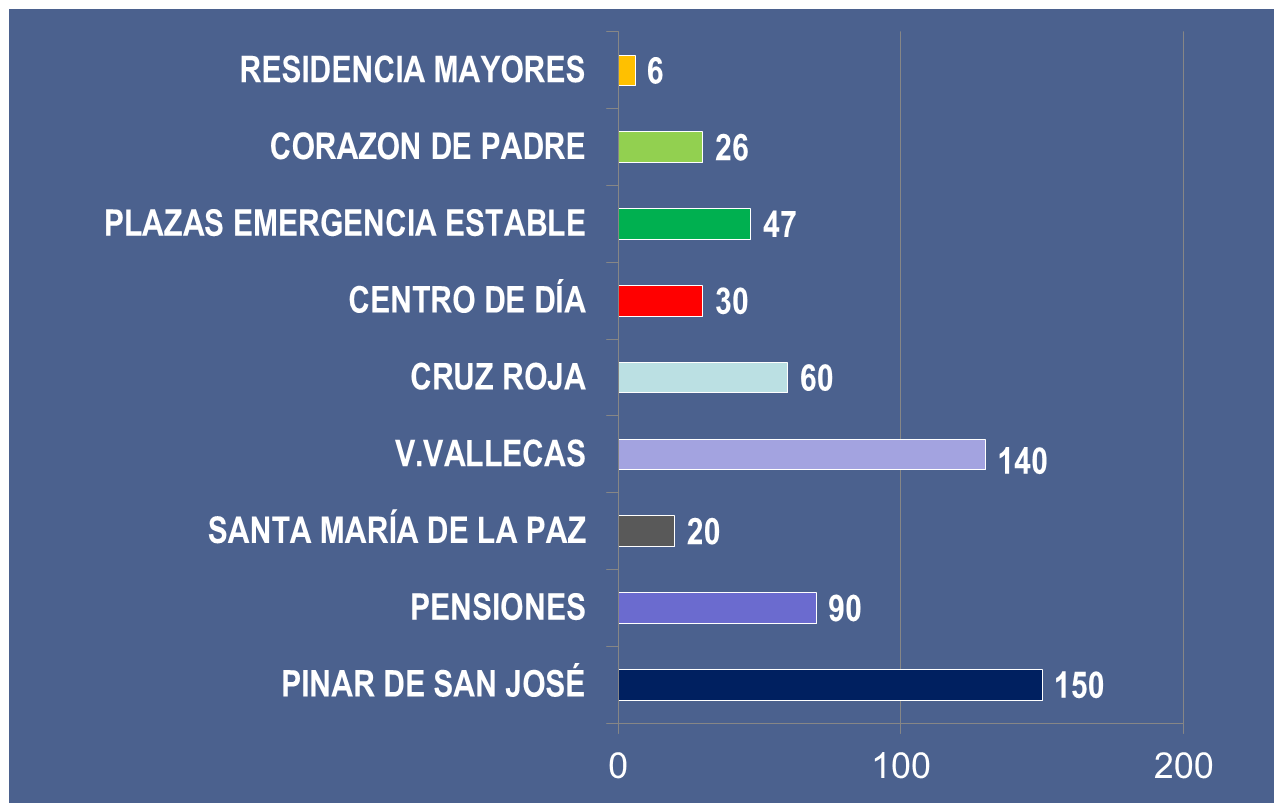 RESIDENCIA MAYORES 6
CORAZON DE PADRE 26
PLAZAS EMERGENCIA ESTABLE 47
CENTRO DE DÍA 30
CRUZ ROJA 60
V.VALLECAS 140
SANTA MARÍA DE LA PAZ 20
PENSIONES 90
PINAR DE SAN JOSÉ 150
0 100 200